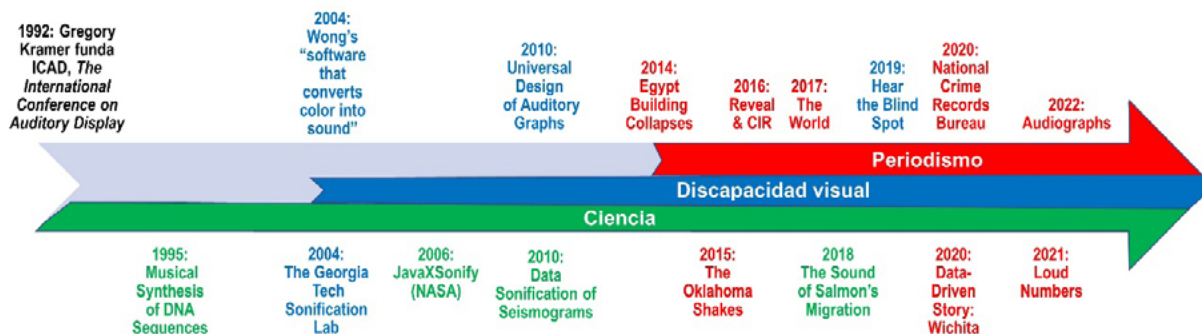 1992: Gregory
Kramer funda
ICAD, The
International
Conference on
Auditory Display
2004:
Wong's
"software
that
converts
color into
sound"
2010:
Universal
Design
of Auditory
Graphs
2014:
Egypt
Building
Collapses
2016:
Reveal
& CIR
2017:
The
World
2019:
Hear
the Blind
Spot
2020:
National
Crime
Records
Bureau
2022:
Audiographs
Periodismo
Discapacidad visual
Ciencia
1995:
Musical
Synthesis
of DNA
Sequences
2004:
The Georgia
Tech
Sonification
Lab
2006:
JavaXSonify
(NASA)
2010:
Data
Sonification of
Seismograms
2015:
The
Oklahoma
Shakes
2018
The Sound
of Salmon's
Migration
2020:
Data-
Driven
Story:
Wichita
2021:
Loud
Numbers